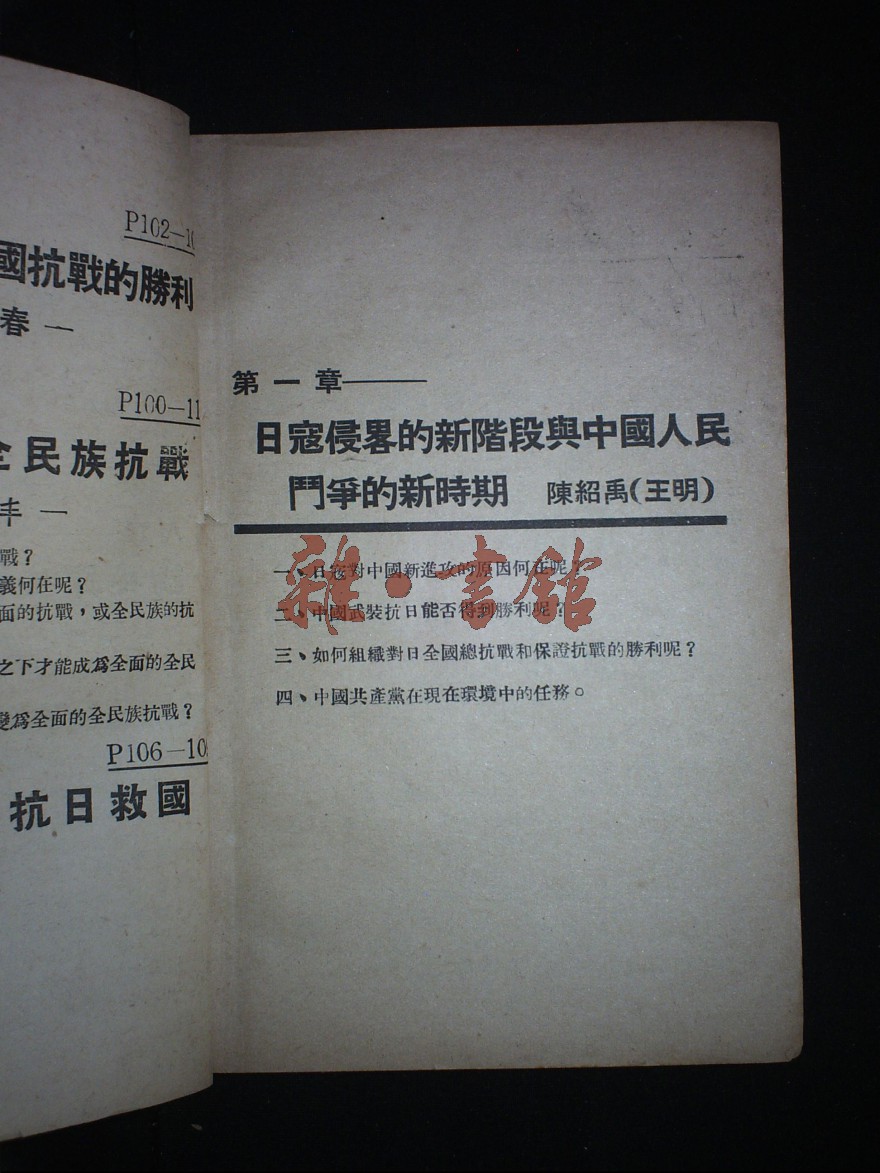 P102—10
國抗戰的勝利
春 —
P100—11
全民族抗戰
丰 —
戰？
義何在呢？
面的抗戰，或全民族的抗
之下才能成爲全面的全民
變爲全面的全民族抗戰？
P106—10
抗日救國
第一章——
日寇侵畧的新階段與中國人民
鬥爭的新時期 陳紹禹(王明)
一、日寇對中國新進攻的原因何在呢？
二、中國武裝抗日能否得到勝利呢？
三、如何組織對日全國總抗戰和保證抗戰的勝利呢？
四、中國共產黨在現在環境中的任務。
雜·書館